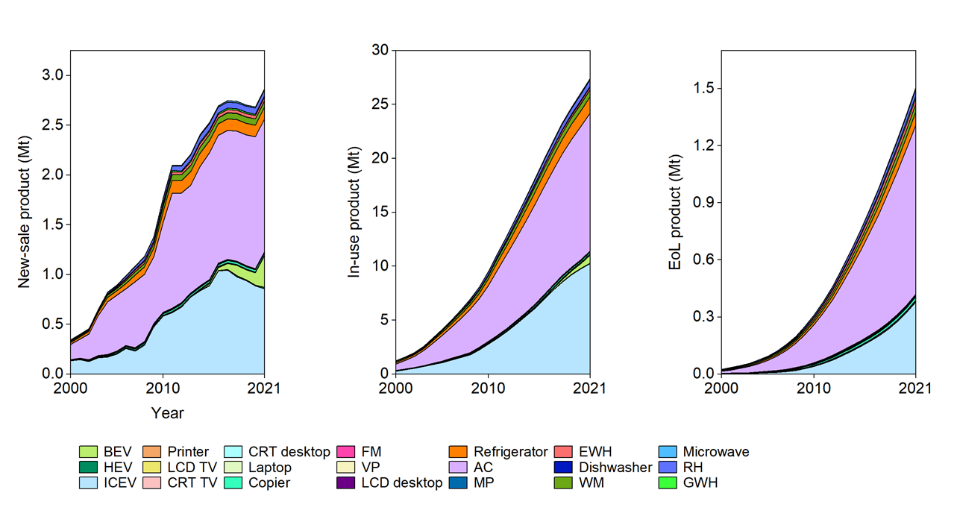 New-sale product (Mt)
3.0
2.5
2.0
1.5
1.0
0.5
0.0
2000 2010 2021
Year
In-use product (Mt)
30
25
20
15
10
5
0
2000 2010 2021
EoL product (Mt)
1.5
1.2
0.9
0.6
0.3
0.0
2000 2010 2021
BEV Printer CRT desktop FM Refrigerator EWH Microwave
HEV LCD TV Laptop VP AC Dishwasher RH
ICEV CRT TV Copier LCD desktop MP WM GWH